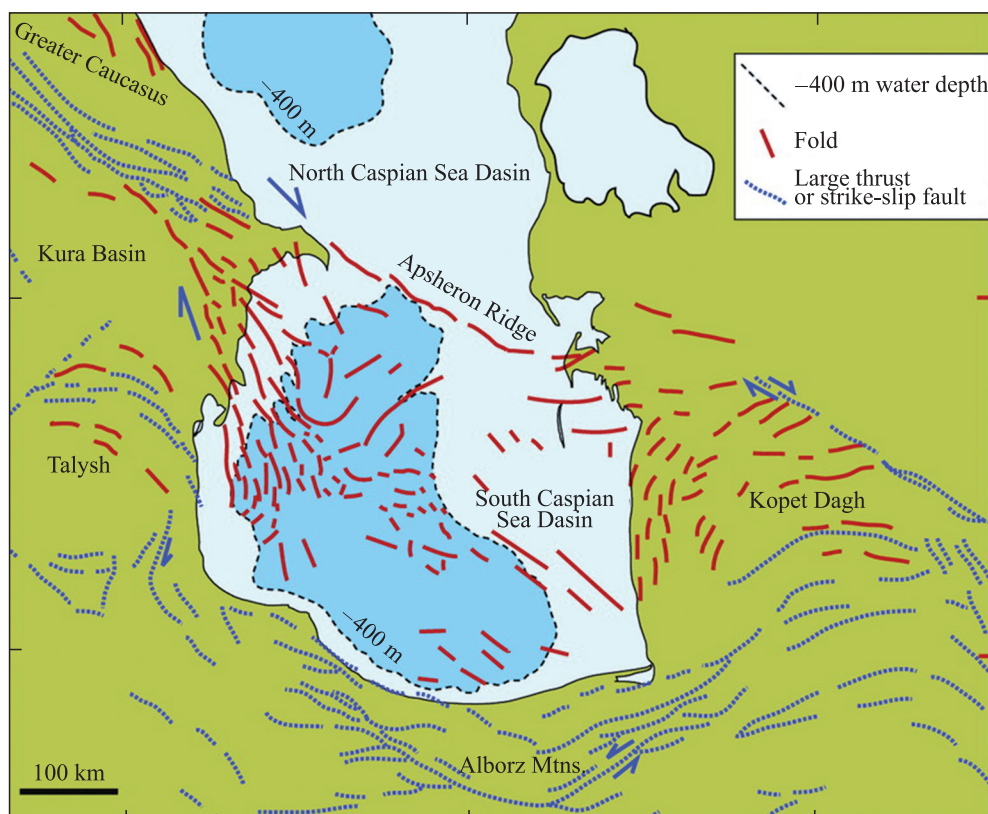 Greater Caucasus
–400 m
North Caspian Sea Dasin
–400 m water depth
Fold
Large thrust
or strike-slip fault
Kura Basin
Apsheron Ridge
Talysh
South Caspian
Sea Dasin
Kopet Dagh
–400 m
Alborz Mtns.
100 km